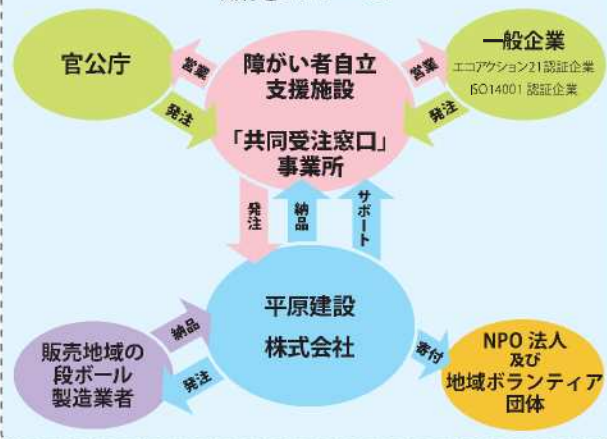 官公庁
営業
発注
障がい者自立
支援施設
「共同受注窓口」
事業所
営業
発注
一般企業
エコアクション21認証企業
ISO14001 認証企業
発注
納品
サポート
平原建設
株式会社
納品
発注
販売地域の
段ボール
製造業者
寄付
NPO 法人
及び
地域ボランティア
団体